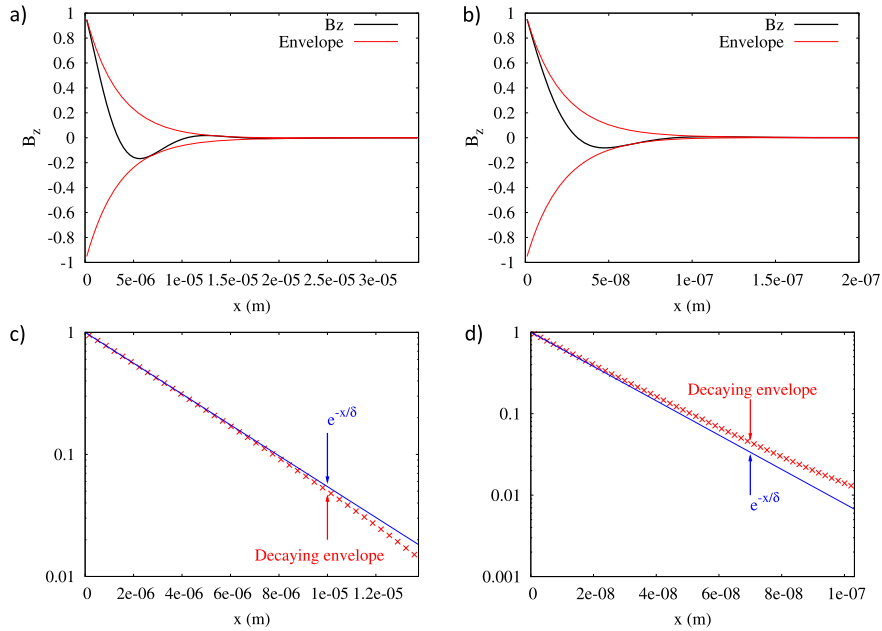 a)
Bz
Envelope
B_z
1
0.8
0.6
0.4
0.2
0
-0.2
-0.4
-0.6
-0.8
-1
0 5e-06 1e-05 1.5e-05 2e-05 2.5e-05 3e-05
x (m)
b)
Bz
Envelope
B_z
1
0.8
0.6
0.4
0.2
0
-0.2
-0.4
-0.6
-0.8
-1
0 5e-08 1e-07 1.5e-07 2e-07
x (m)
c)
1
0.1
0.01
e^{-x/δ}
Decaying envelope
0 2e-06 4e-06 6e-06 8e-06 1e-05 1.2e-05
x (m)
d)
1
0.1
0.01
0.001
Decaying envelope
e^{-x/δ}
0 2e-08 4e-08 6e-08 8e-08 1e-07
x (m)